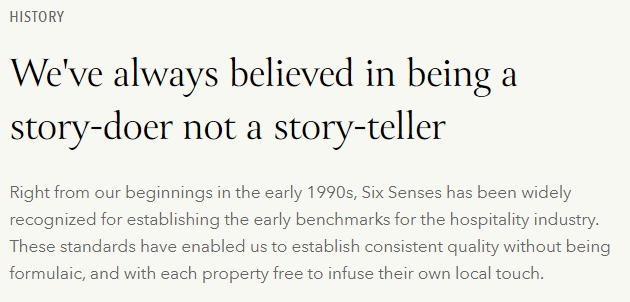 HISTORY
We've always believed in being a
story-doer not a story-teller
Right from our beginnings in the early 1990s, Six Senses has been widely
recognized for establishing the early benchmarks for the hospitality industry.
These standards have enabled us to establish consistent quality without being
formulaic, and with each property free to infuse their own local touch.